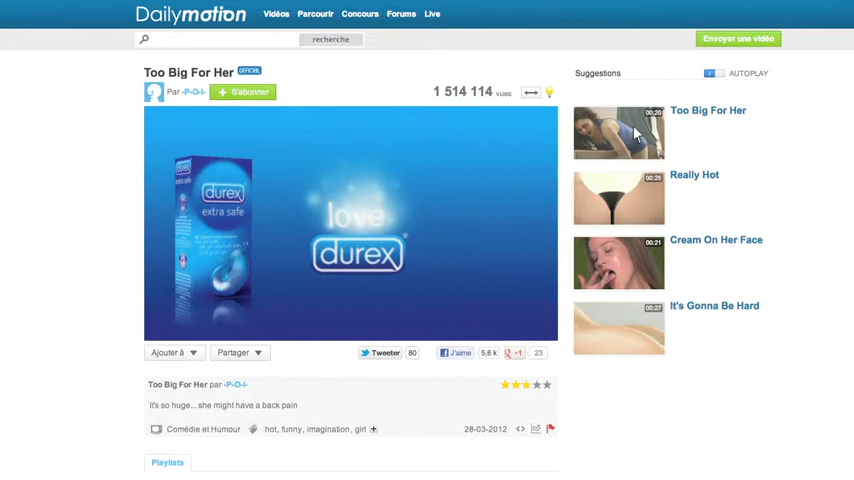 Dailymotion
Vidéos Parcourir Concours Forums Live
recherche
Envoyer une vidéo
Too Big For Her OFFICIAL
Par -P-O-I-
+ S'abonner
1 514 114 vues
durex
extra safe
love
durex®
Ajouter à
Partager
Tweeter 80
J'aime 5,6 k
+1 23
Too Big For Her par -P-O-I-
It's so huge... she might have a back pain
Comédie et Humour
hot, funny, imagination, girl
28-03-2012
Playlists
Suggestions
AUTOPLAY
00:20
Too Big For Her
00:25
Really Hot
00:21
Cream On Her Face
00:27
It's Gonna Be Hard